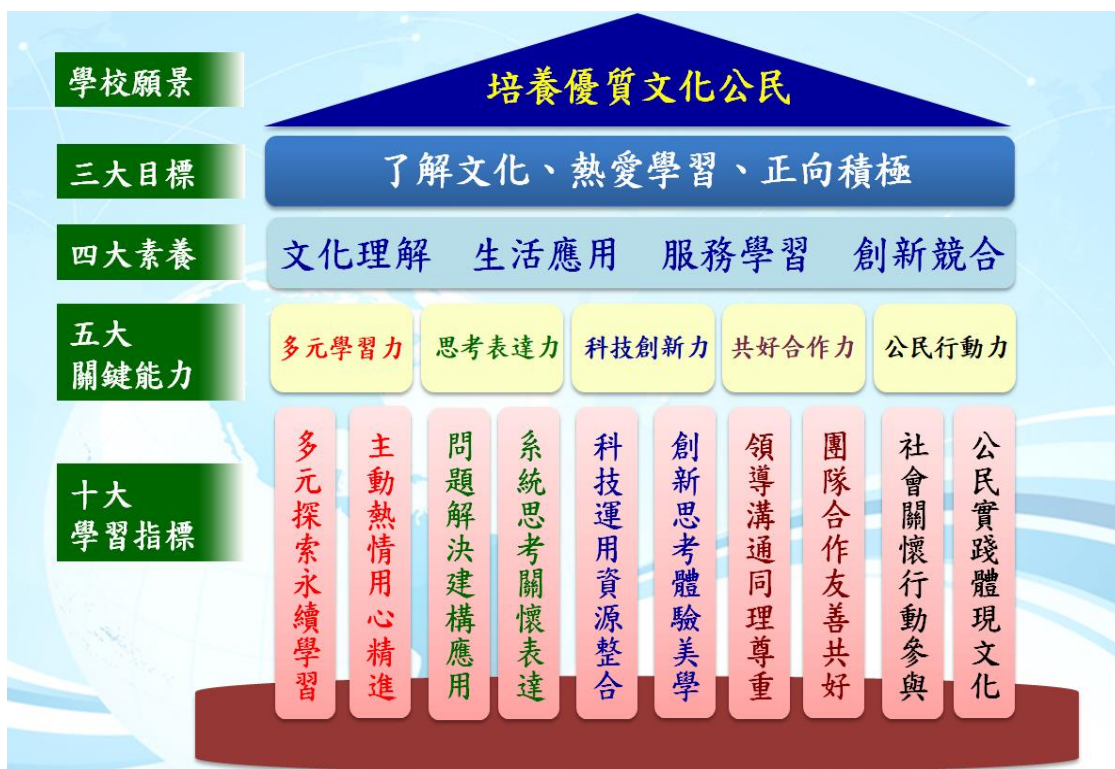 學校願景
培養優質文化公民
三大目標
了解文化、熱愛學習、正向積極
四大素養
文化理解 生活應用 服務學習 創新競合
五大
關鍵能力
多元學習力 思考表達力 科技創新力 共好合作力 公民行動力
十大
學習指標
多元探索永續學習
主動熱情用心精進
問題解決建構應用
系統思考關懷表達
科技運用資源整合
創新思考體驗美學
領導溝通同理尊重
團隊合作友善共好
社會關懷行動參與
公民實踐體現文化